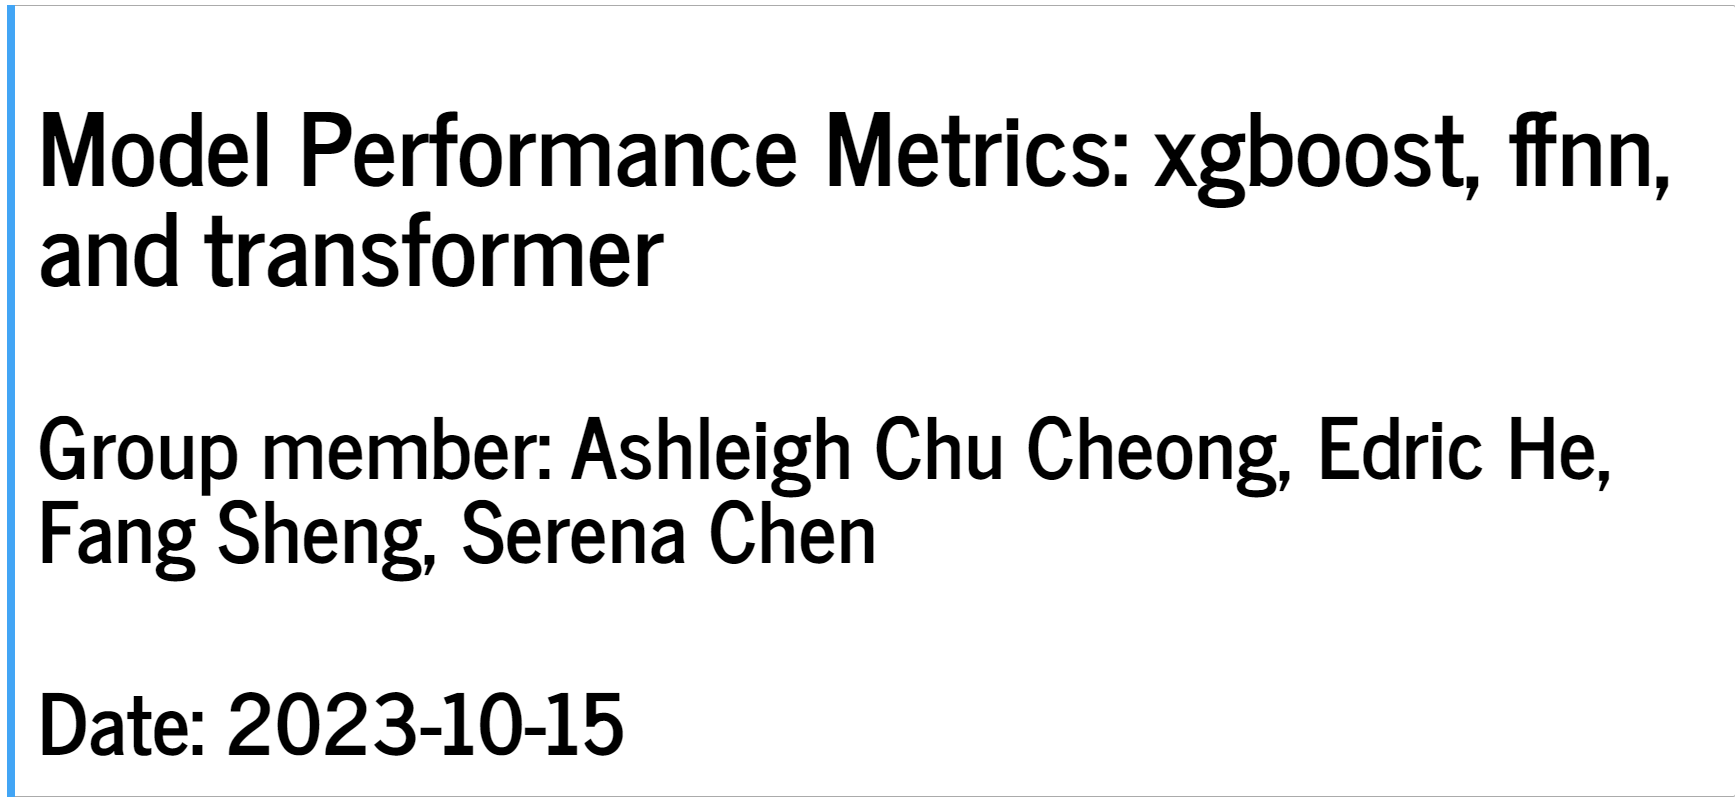 Model Performance Metrics: xgboost, ffnn,
and transformer
Group member: Ashleigh Chu Cheong, Edric He,
Fang Sheng, Serena Chen
Date: 2023-10-15